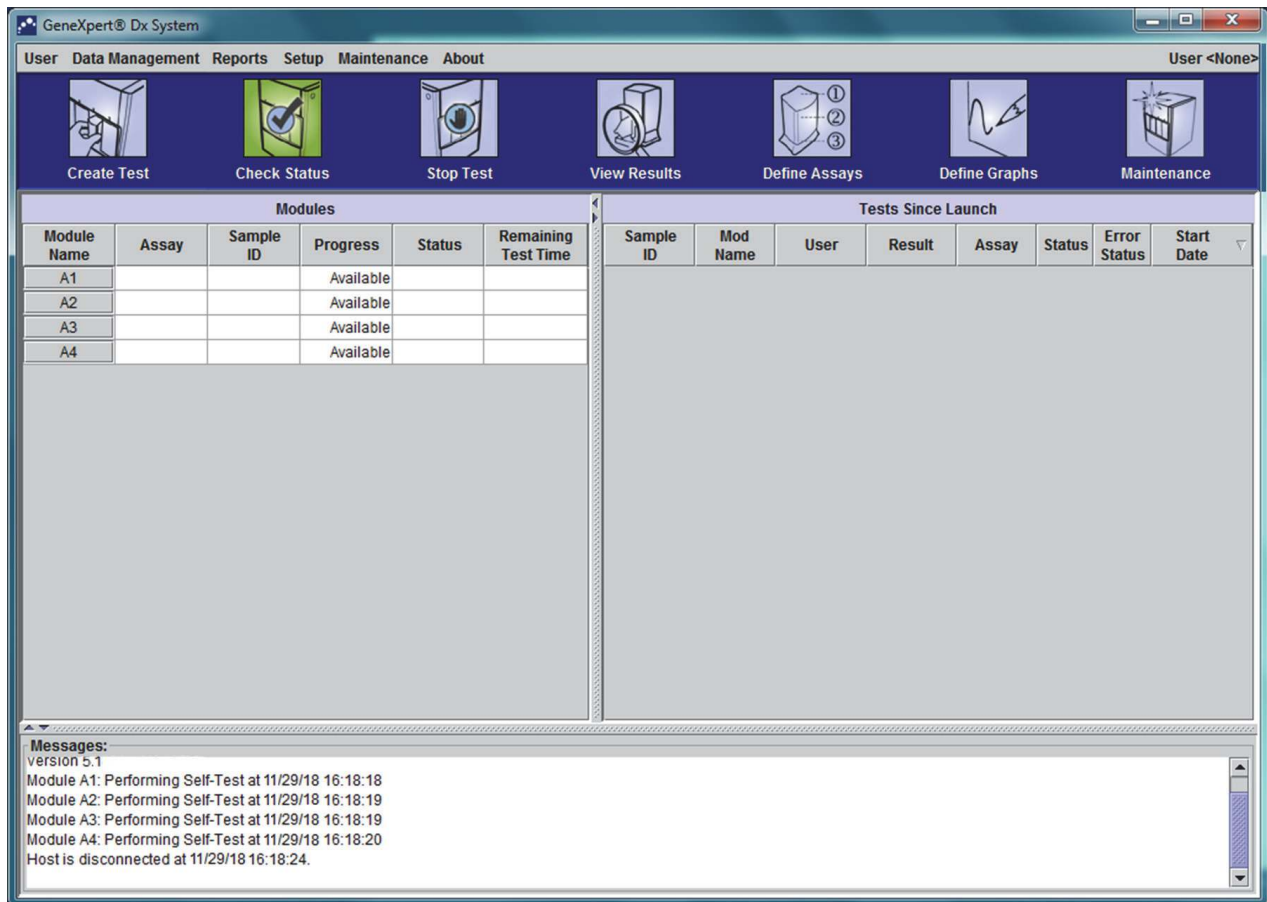 GeneXpert® Dx System
User Data Management Reports Setup Maintenance About User <None>
① ② ③
Create Test Check Status Stop Test View Results Define Assays Define Graphs Maintenance
Modules
Module Name Assay Sample ID Progress Status Remaining Test Time
A1 Available
A2 Available
A3 Available
A4 Available
Tests Since Launch
Sample ID Mod Name User Result Assay Status Error Status Start Date
Messages:
Version 5.1
Module A1: Performing Self-Test at 11/29/18 16:18:18
Module A2: Performing Self-Test at 11/29/18 16:18:19
Module A3: Performing Self-Test at 11/29/18 16:18:19
Module A4: Performing Self-Test at 11/29/18 16:18:20
Host is disconnected at 11/29/18 16:18:24.